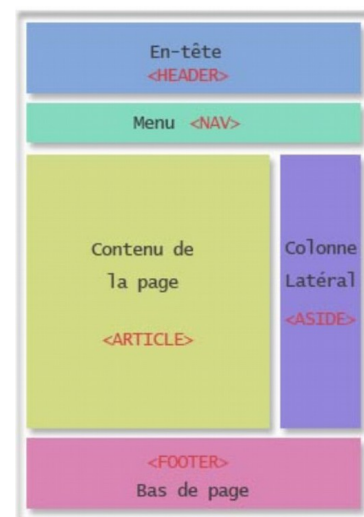 En-tête
<HEADER>
Menu <NAV>
Contenu de
la page
<ARTICLE>
Colonne
Latéral
<ASIDE>
<FOOTER>
Bas de page